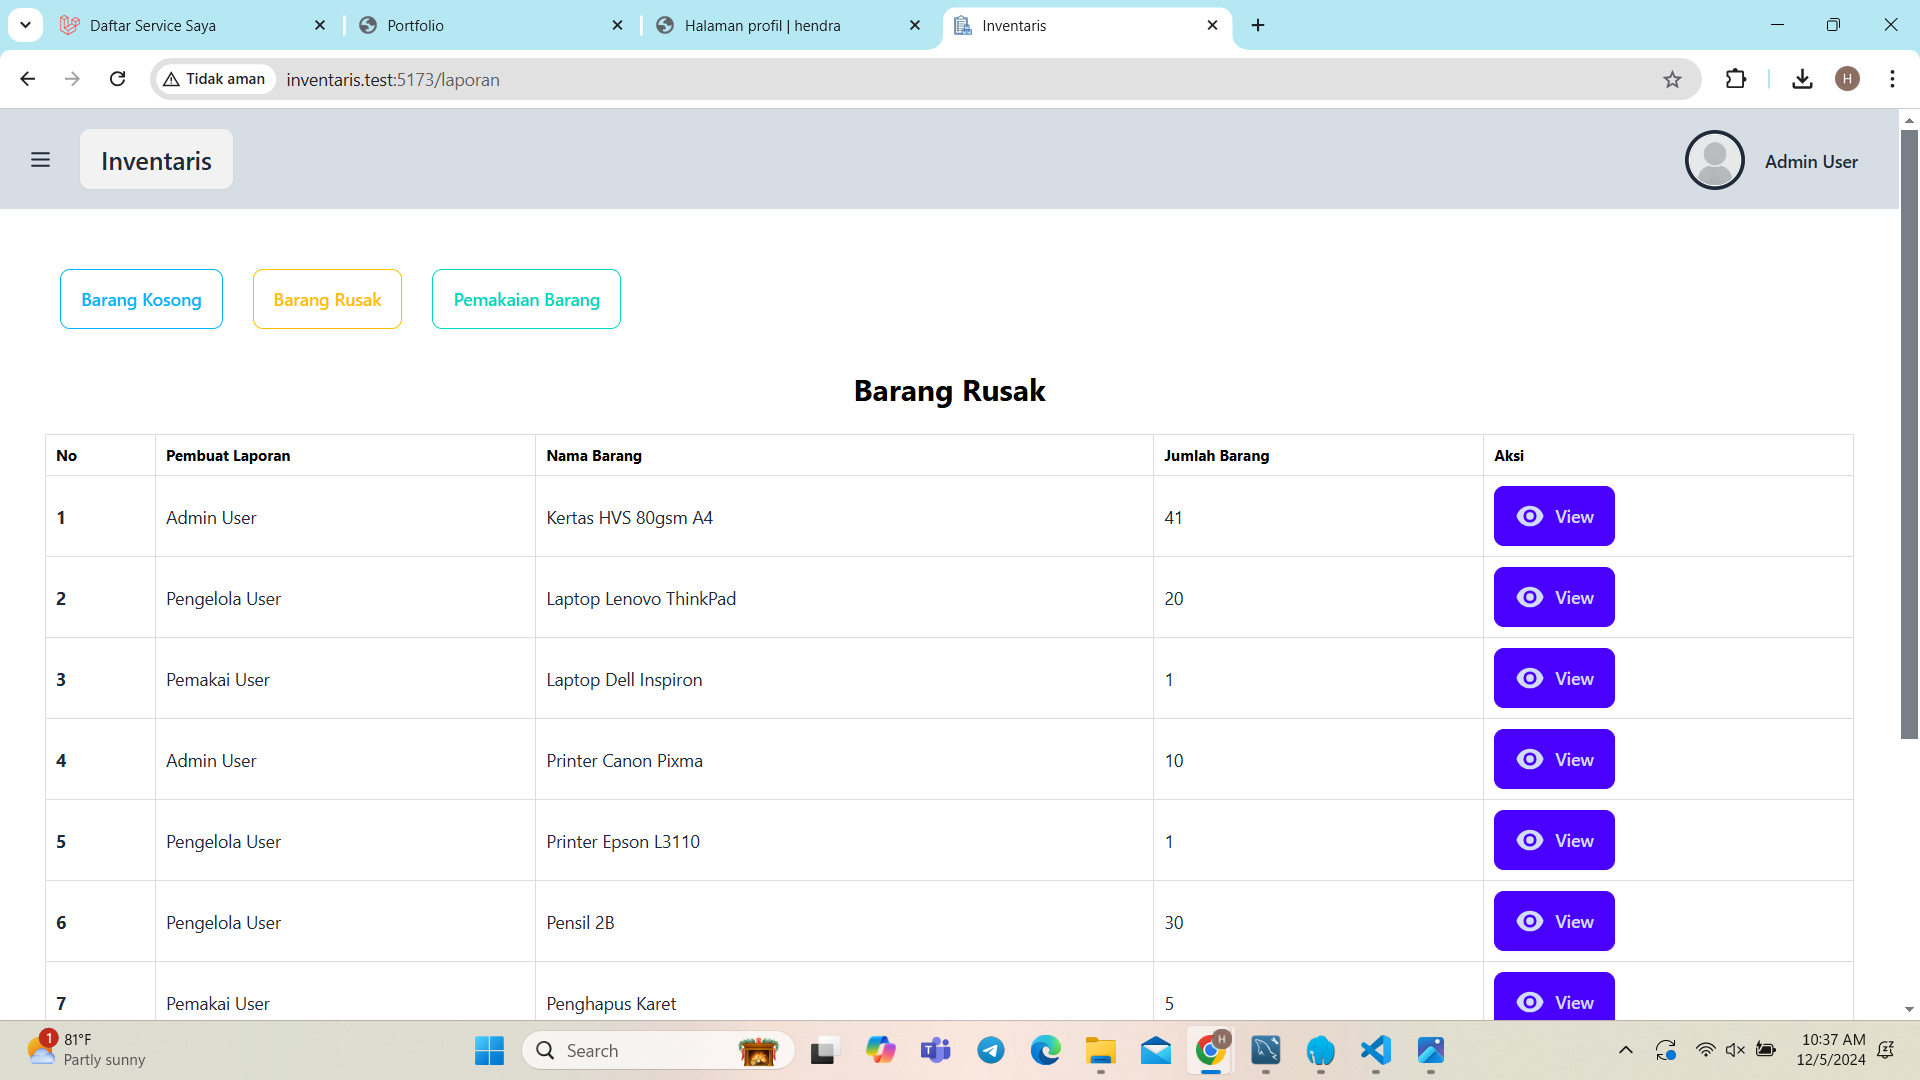 Daftar Service Saya
Portfolio
Halaman profil | hendra
Inventaris
Tidak aman
inventaris.test:5173/laporan
H
Inventaris
Admin User
Barang Kosong
Barang Rusak
Pemakaian Barang
Barang Rusak
No Pembuat Laporan Nama Barang Jumlah Barang Aksi
1 Admin User Kertas HVS 80gsm A4 41 View
2 Pengelola User Laptop Lenovo ThinkPad 20 View
3 Pemakai User Laptop Dell Inspiron 1 View
4 Admin User Printer Canon Pixma 10 View
5 Pengelola User Printer Epson L3110 1 View
6 Pengelola User Pensil 2B 30 View
7 Pemakai User Penghapus Karet 5 View
1
81°F
Partly sunny
Search
H
10:37 AM
12/5/2024